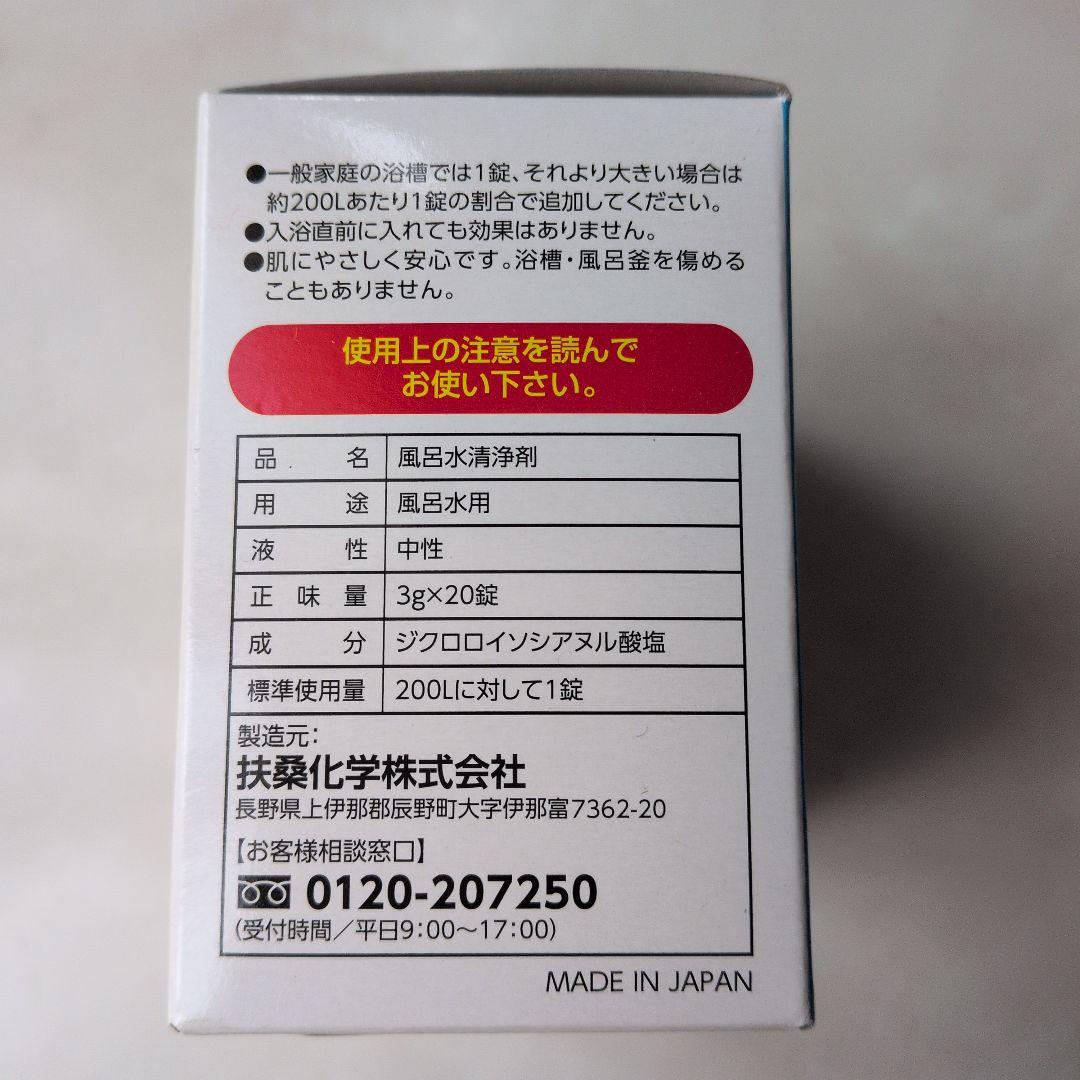 ●一般家庭の浴槽では1錠、それより大きい場合は
約200Lあたり1錠の割合で追加してください。
●入浴直前に入れても効果はありません。
●肌にやさしく安心です。浴槽・風呂釜を傷める
こともありません。
使用上の注意を読んで
お使い下さい。
品名 風呂水清浄剤
用途 風呂水用
液性 中性
正味量 3g×20錠
成分 ジクロロイソシアヌル酸塩
標準使用量 200Lに対して1錠
製造元:
扶桑化学株式会社
長野県上伊那郡辰野町大字伊那富7362-20
【お客様相談窓口】
0120-207250
(受付時間/平日9:00〜17:00)
MADE IN JAPAN